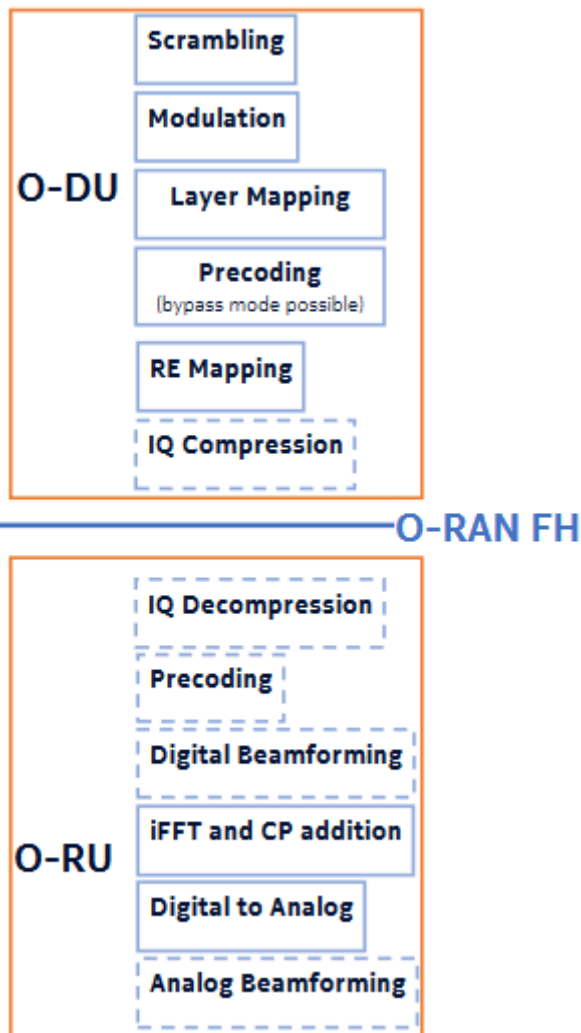 Scrambling
Modulation
O-DU
Layer Mapping
Precoding
(bypass mode possible)
RE Mapping
IQ Compression
O-RAN FH
IQ Decompression
Precoding
Digital Beamforming
iFFT and CP addition
O-RU
Digital to Analog
Analog Beamforming